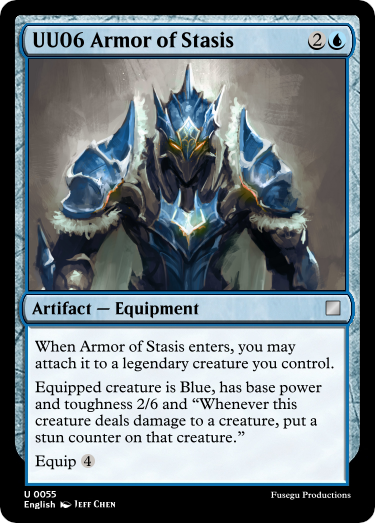 UU06 Armor of Stasis 2
Artifact — Equipment
When Armor of Stasis enters, you may
attach it to a legendary creature you control.
Equipped creature is Blue, has base power
and toughness 2/6 and “Whenever this
creature deals damage to a creature, put a
stun counter on that creature.”
Equip 4
U 0055
Fusegu Productions
English Jeff Chen